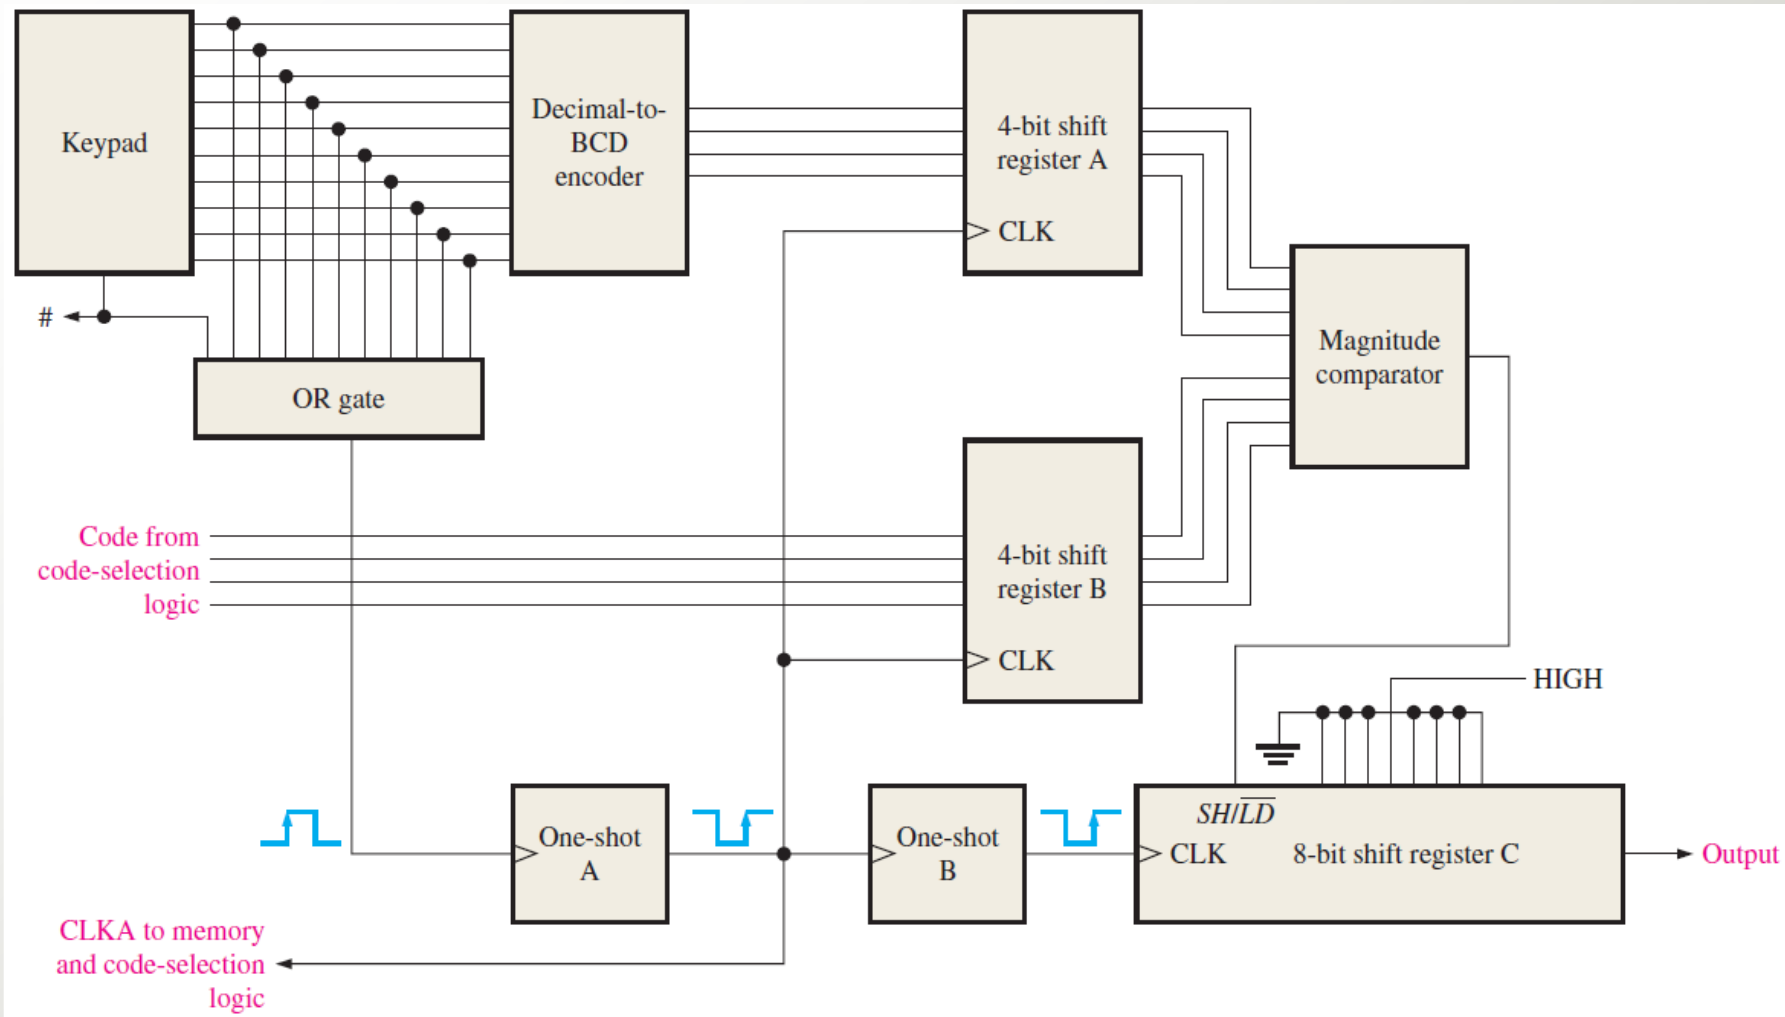 Keypad
Decimal-to-
BCD
encoder
4-bit shift
register A
CLK
#
OR gate
Magnitude
comparator
Code from
code-selection
logic
4-bit shift
register B
CLK
HIGH
One-shot
A
One-shot
B
SH/L̅D̅
CLK
8-bit shift register C
Output
CLKA to memory
and code-selection
logic